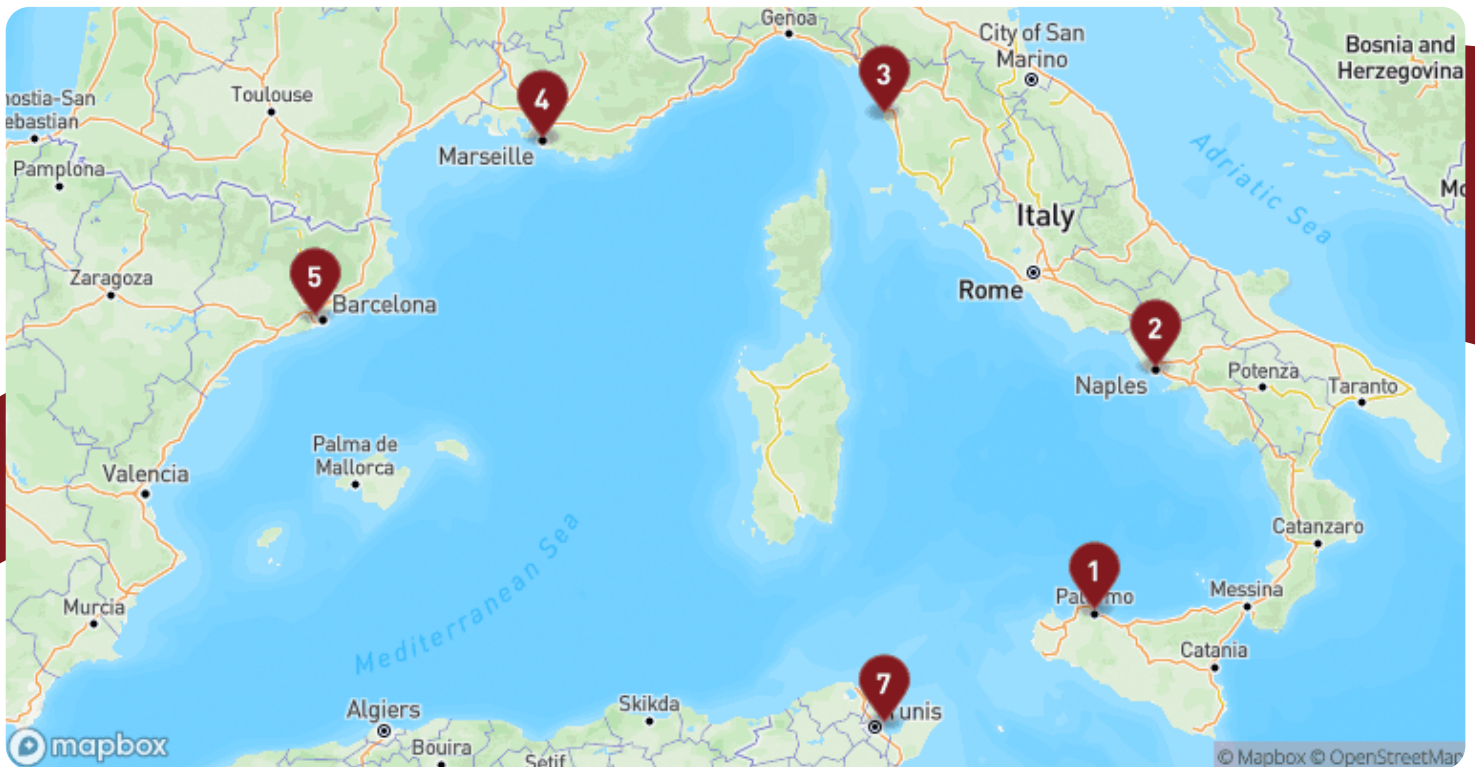 Genoa
City of San
Marino
Bosnia and
Herzegovina
3
Toulouse
4
nostia-San
ebastian
Marseille
Pamplona
Adriatic Sea
Italy
5
Zaragoza
Barcelona
Rome
2
Naples
Potenza
Taranto
Palma de
Mallorca
Valencia
Catanzaro
Mediterranean Sea
1
Messina
Murcia
Catania
7
Tunis
Skikda
Algiers
Bouira
Setif
mapbox
© Mapbox © OpenStreetMap